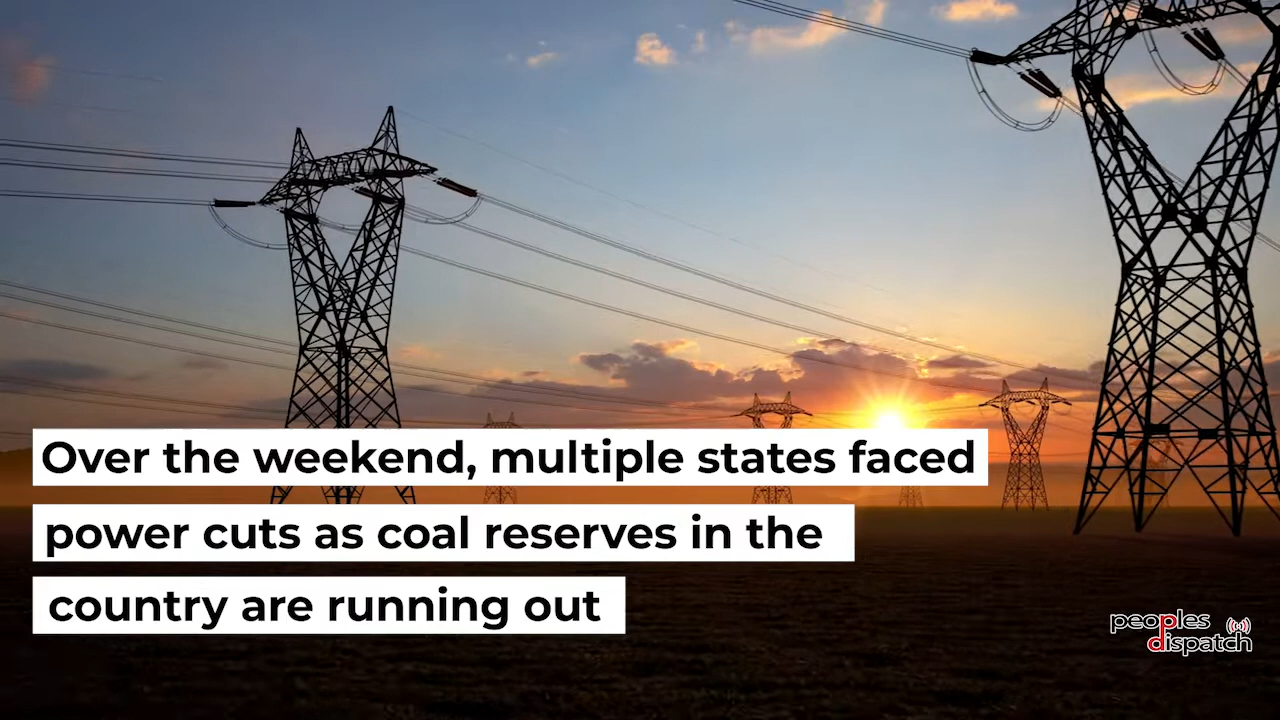 Over the weekend, multiple states faced
power cuts as coal reserves in the
country are running out
peoples
dispatch